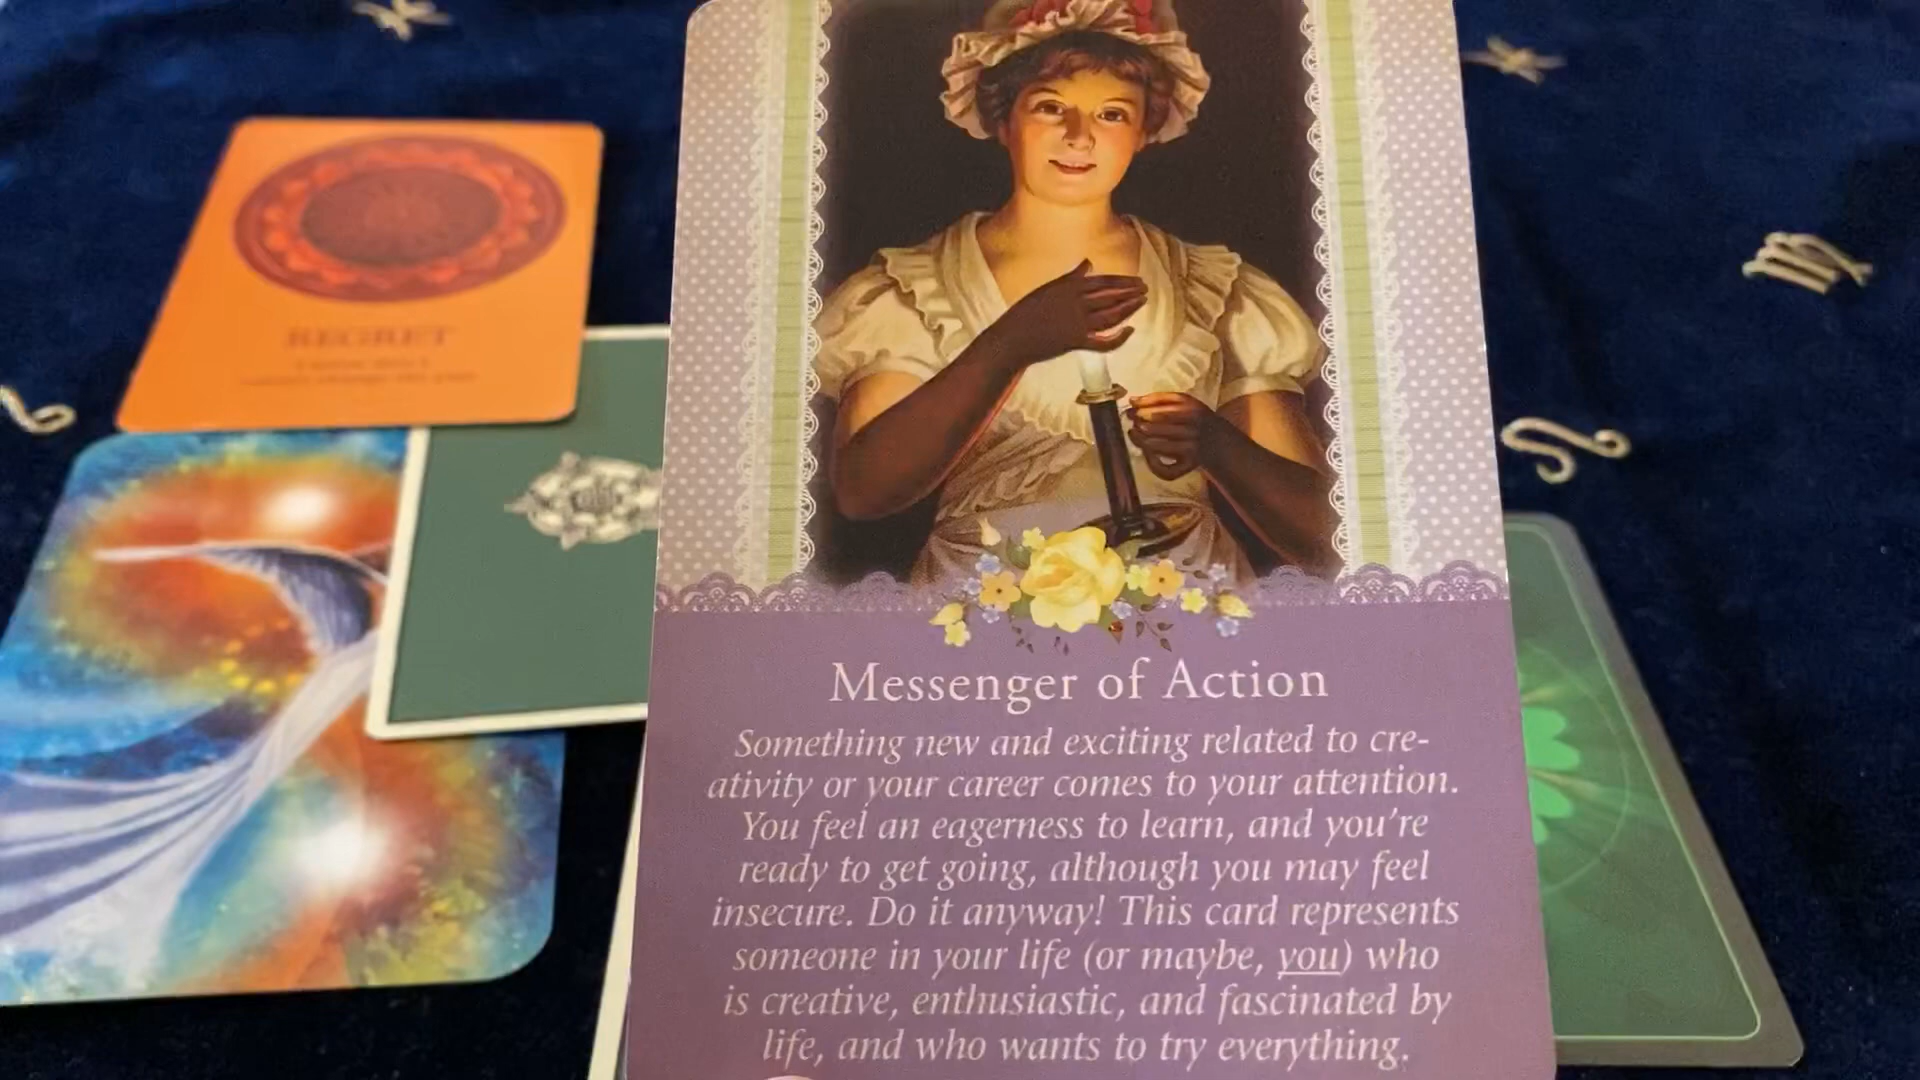 REGRET
Messenger of Action
Something new and exciting related to cre-
ativity or your career comes to your attention.
You feel an eagerness to learn, and you're
ready to get going, although you may feel
insecure. Do it anyway! This card represents
someone in your life (or maybe, you) who
is creative, enthusiastic, and fascinated by
life, and who wants to try everything.